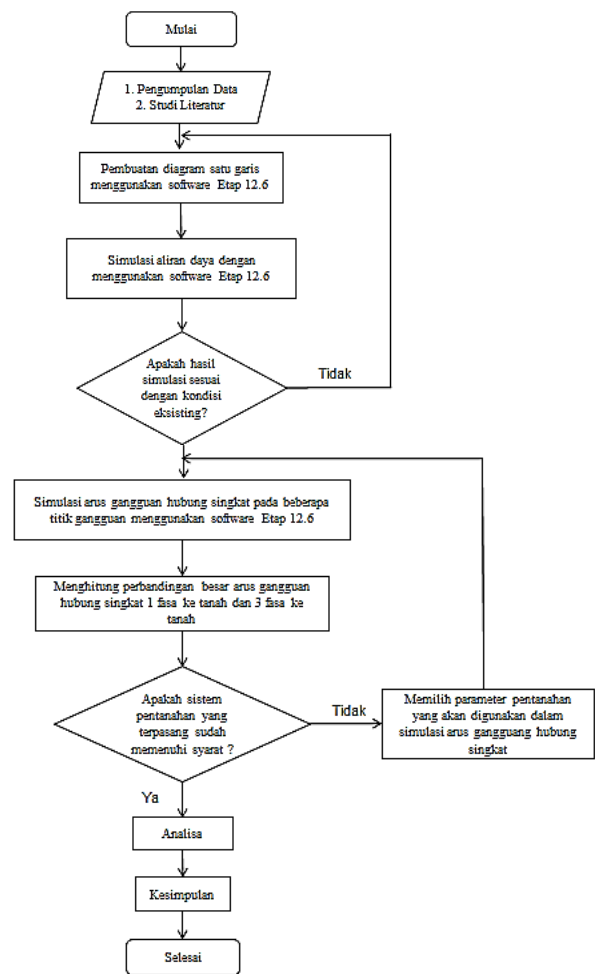 Mulai
1. Pengumpulan Data
2. Studi Literatur
Pembuatan diagram satu garis
menggunakan software Etap 12.6
Simulasi aliran daya dengan
menggunakan software Etap 12.6
Apakah hasil
simulasi sesuai
dengan kondisi
eksisting?
Tidak
Simulasi arus gangguan hubung singkat pada beberapa
titik gangguan menggunakan software Etap 12.6
Menghitung perbandingan besar arus gangguan
hubung singkat 1 fasa ke tanah dan 3 fasa ke
tanah
Apakah sistem
pentanahan yang
terpasang sudah
memenuhi syarat ?
Tidak
Memilih parameter pentanahan
yang akan digunakan dalam
simulasi arus gangguang hubung
singkat
Ya
Analisa
Kesimpulan
Selesai